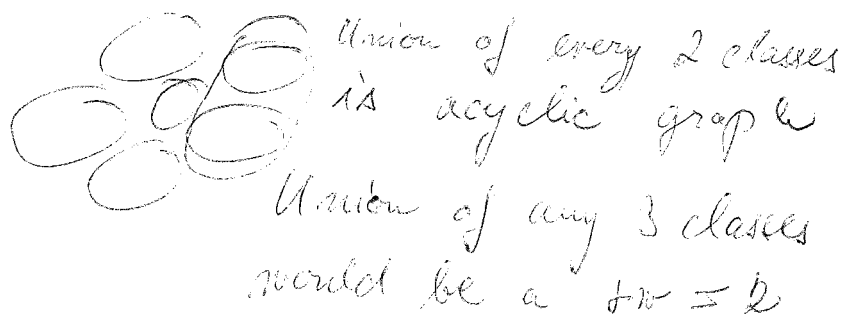 Union of every 2 classes
is acyclic graph
Union of any 3 classes
would be a tw = 2